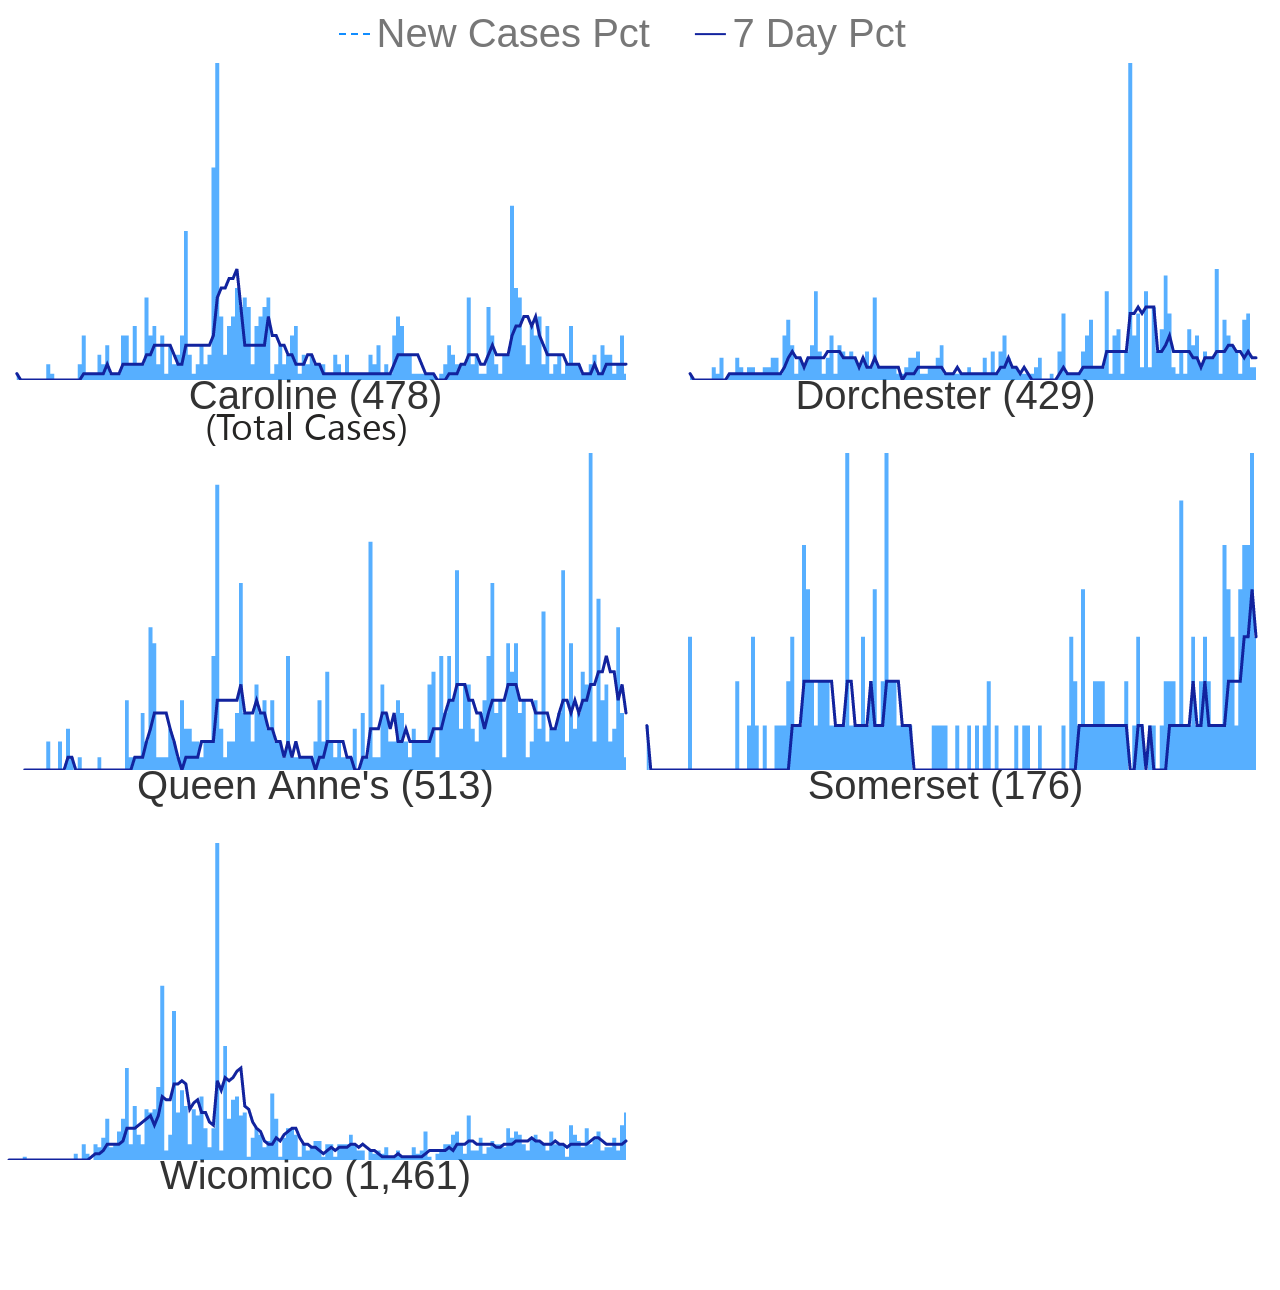 New Cases Pct 7 Day Pct
Caroline (478) Dorchester (429)
(Total Cases)
Queen Anne's (513) Somerset (176)
Wicomico (1,461)